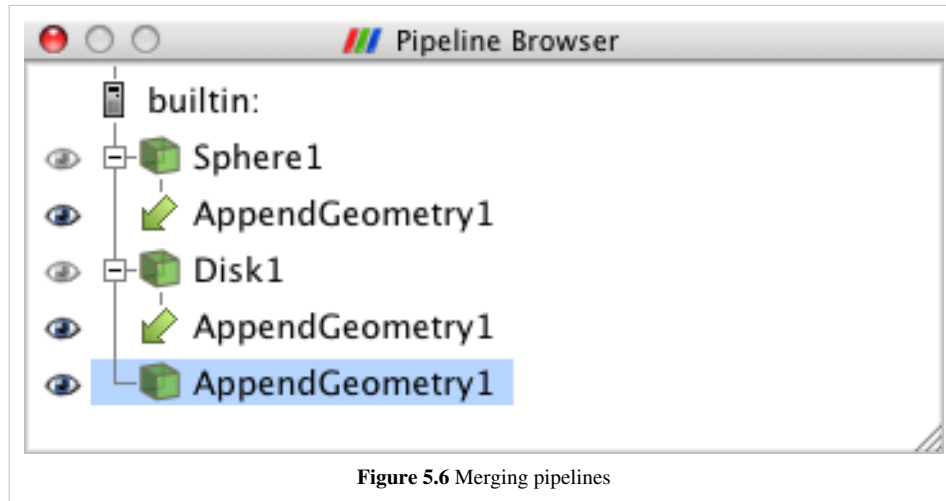 Pipeline Browser
builtin:
Sphere1
AppendGeometry1
Disk1
AppendGeometry1
AppendGeometry1
Figure 5.6 Merging pipelines